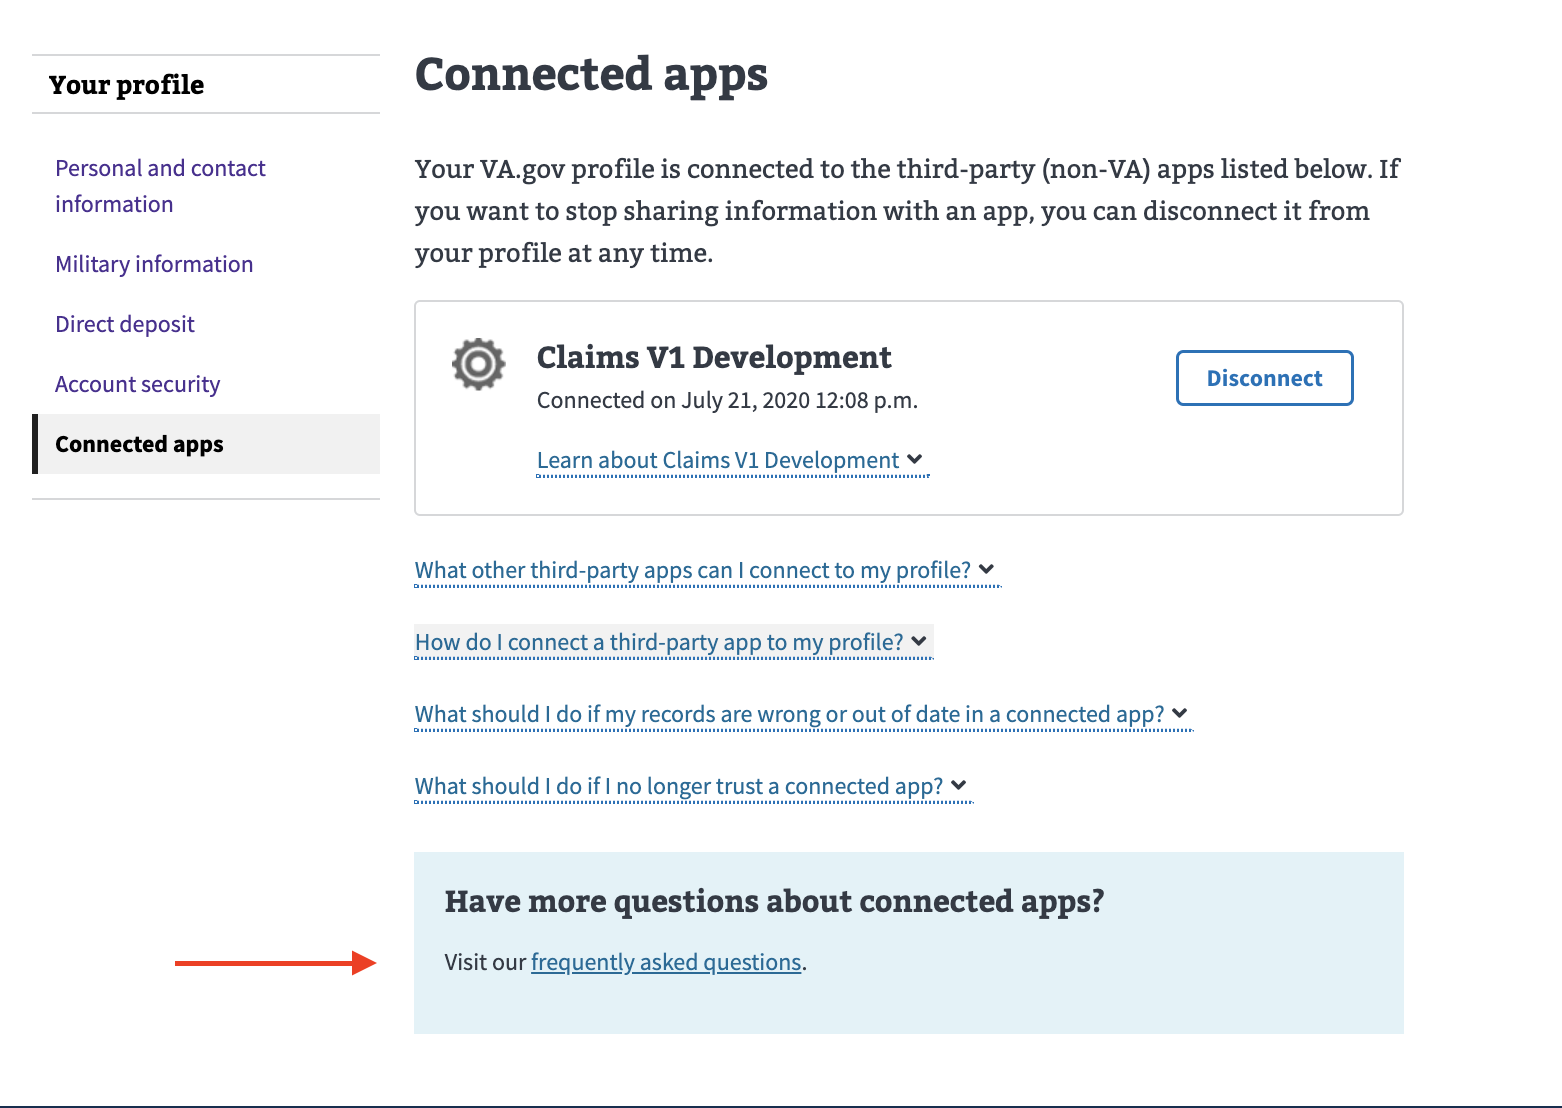 Your profile
Personal and contact
information
Military information
Direct deposit
Account security
Connected apps
Connected apps
Your VA.gov profile is connected to the third-party (non-VA) apps listed below. If
you want to stop sharing information with an app, you can disconnect it from
your profile at any time.
Claims V1 Development
Connected on July 21, 2020 12:08 p.m.
Disconnect
Learn about Claims V1 Development
What other third-party apps can I connect to my profile?
How do I connect a third-party app to my profile?
What should I do if my records are wrong or out of date in a connected app?
What should I do if I no longer trust a connected app?
Have more questions about connected apps?
Visit our frequently asked questions.